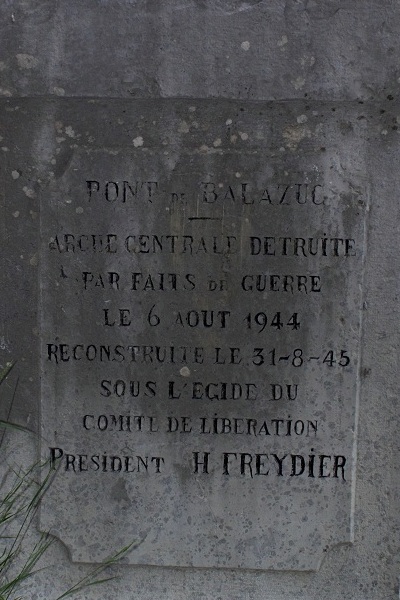 PONT DE BALAZUC
ARCHE CENTRALE DETRUITE
PAR FAITS DE GUERRE
LE 6 AOUT 1944
RECONSTRUITE LE 31-8-45
SOUS L'EGIDE DU
COMITE DE LIBERATION
PRESIDENT H FREYDIER